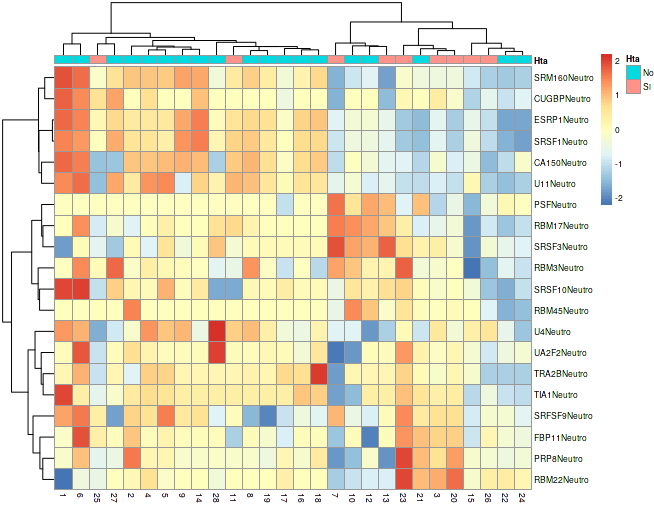 Hta
2
1
0
-1
-2
Hta
No
SI
SRM160Neutro
CUGBPNeutro
ESRP1Neutro
SRSF1Neutro
CA150Neutro
U11Neutro
PSFNeutro
RBM17Neutro
SRSF3Neutro
RBM3Neutro
SRSF10Neutro
RBM45Neutro
U4Neutro
UA2F2Neutro
TRA2BNeutro
TIA1Neutro
SRFSF9Neutro
FBP11Neutro
PRP8Neutro
RBM22Neutro
1 6 25 27 2 4 5 9 14 28 11 8 19 17 16 18 7 10 12 13 23 21 3 20 15 26 22 24